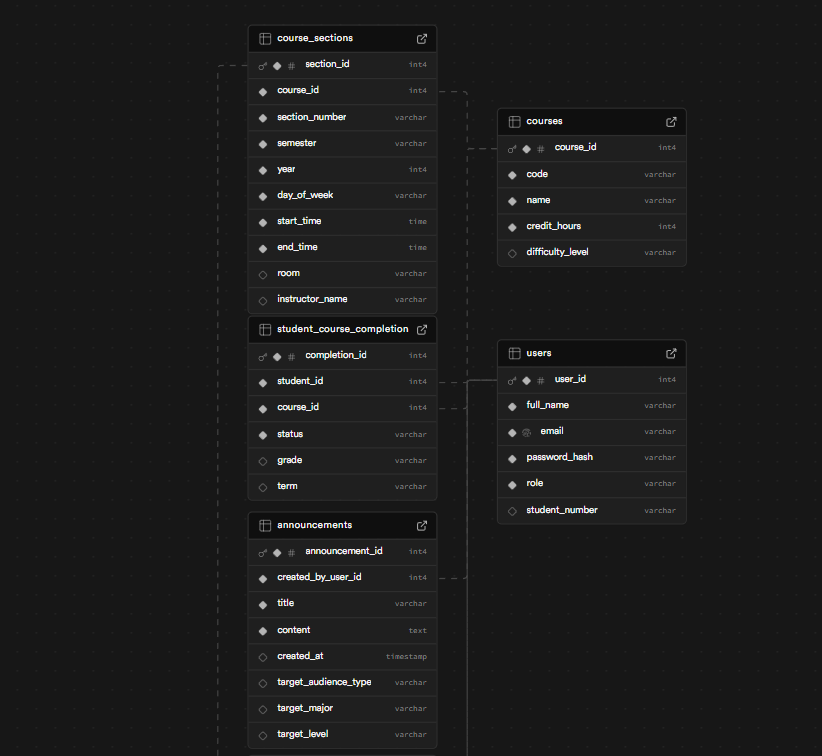 course_sections
section_id int4
course_id int4
section_number varchar
semester varchar
year int4
day_of_week varchar
start_time time
end_time time
room varchar
instructor_name varchar
courses
course_id int4
code varchar
name varchar
credit_hours int4
difficulty_level varchar
student_course_completion
completion_id int4
student_id int4
course_id int4
status varchar
grade varchar
term varchar
users
user_id int4
full_name varchar
email varchar
password_hash varchar
role varchar
student_number varchar
announcements
announcement_id int4
created_by_user_id int4
title varchar
content text
created_at timestamp
target_audience_type varchar
target_major varchar
target_level varchar